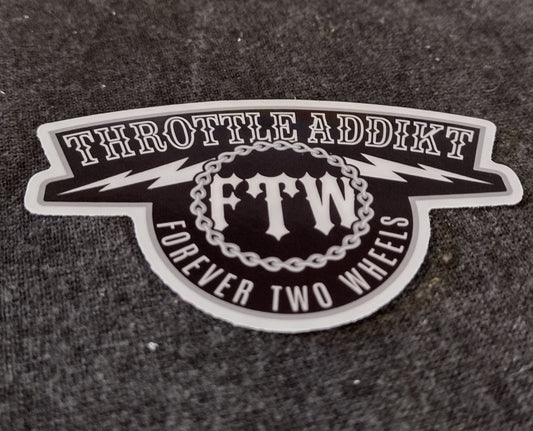 THROTTLE ADDIKT
FTW
FOREVER TWO WHEELS